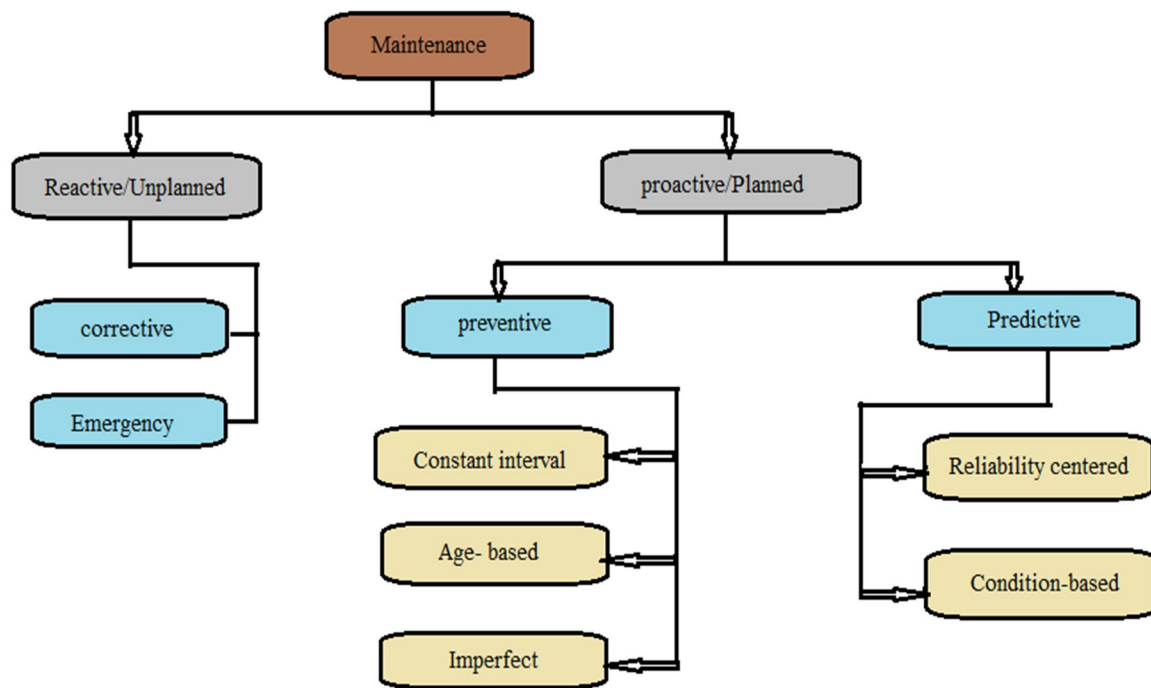 Maintenance
Reactive/Unplanned
proactive/Planned
corrective
Emergency
preventive
Predictive
Constant interval
Age- based
Imperfect
Reliability centered
Condition-based